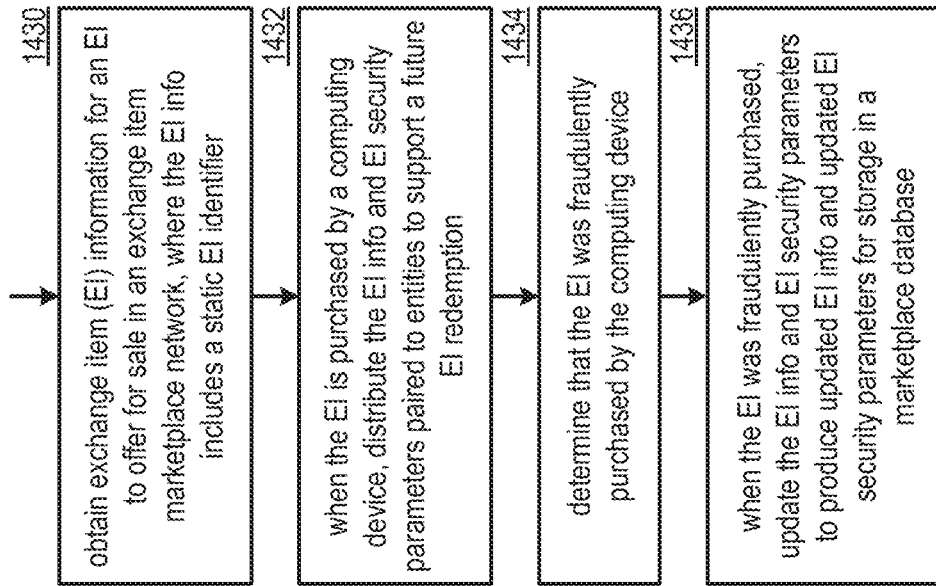 1430
obtain exchange item (EI) information for an EI
to offer for sale in an exchange item
marketplace network, where the EI info
includes a static EI identifier
1432
when the EI is purchased by a computing
device, distribute the EI info and EI security
parameters paired to entities to support a future
EI redemption
1434
determine that the EI was fraudulently
purchased by the computing device
1436
when the EI was fraudulently purchased,
update the EI info and EI security parameters
to produce updated EI info and updated EI
security parameters for storage in a
marketplace database